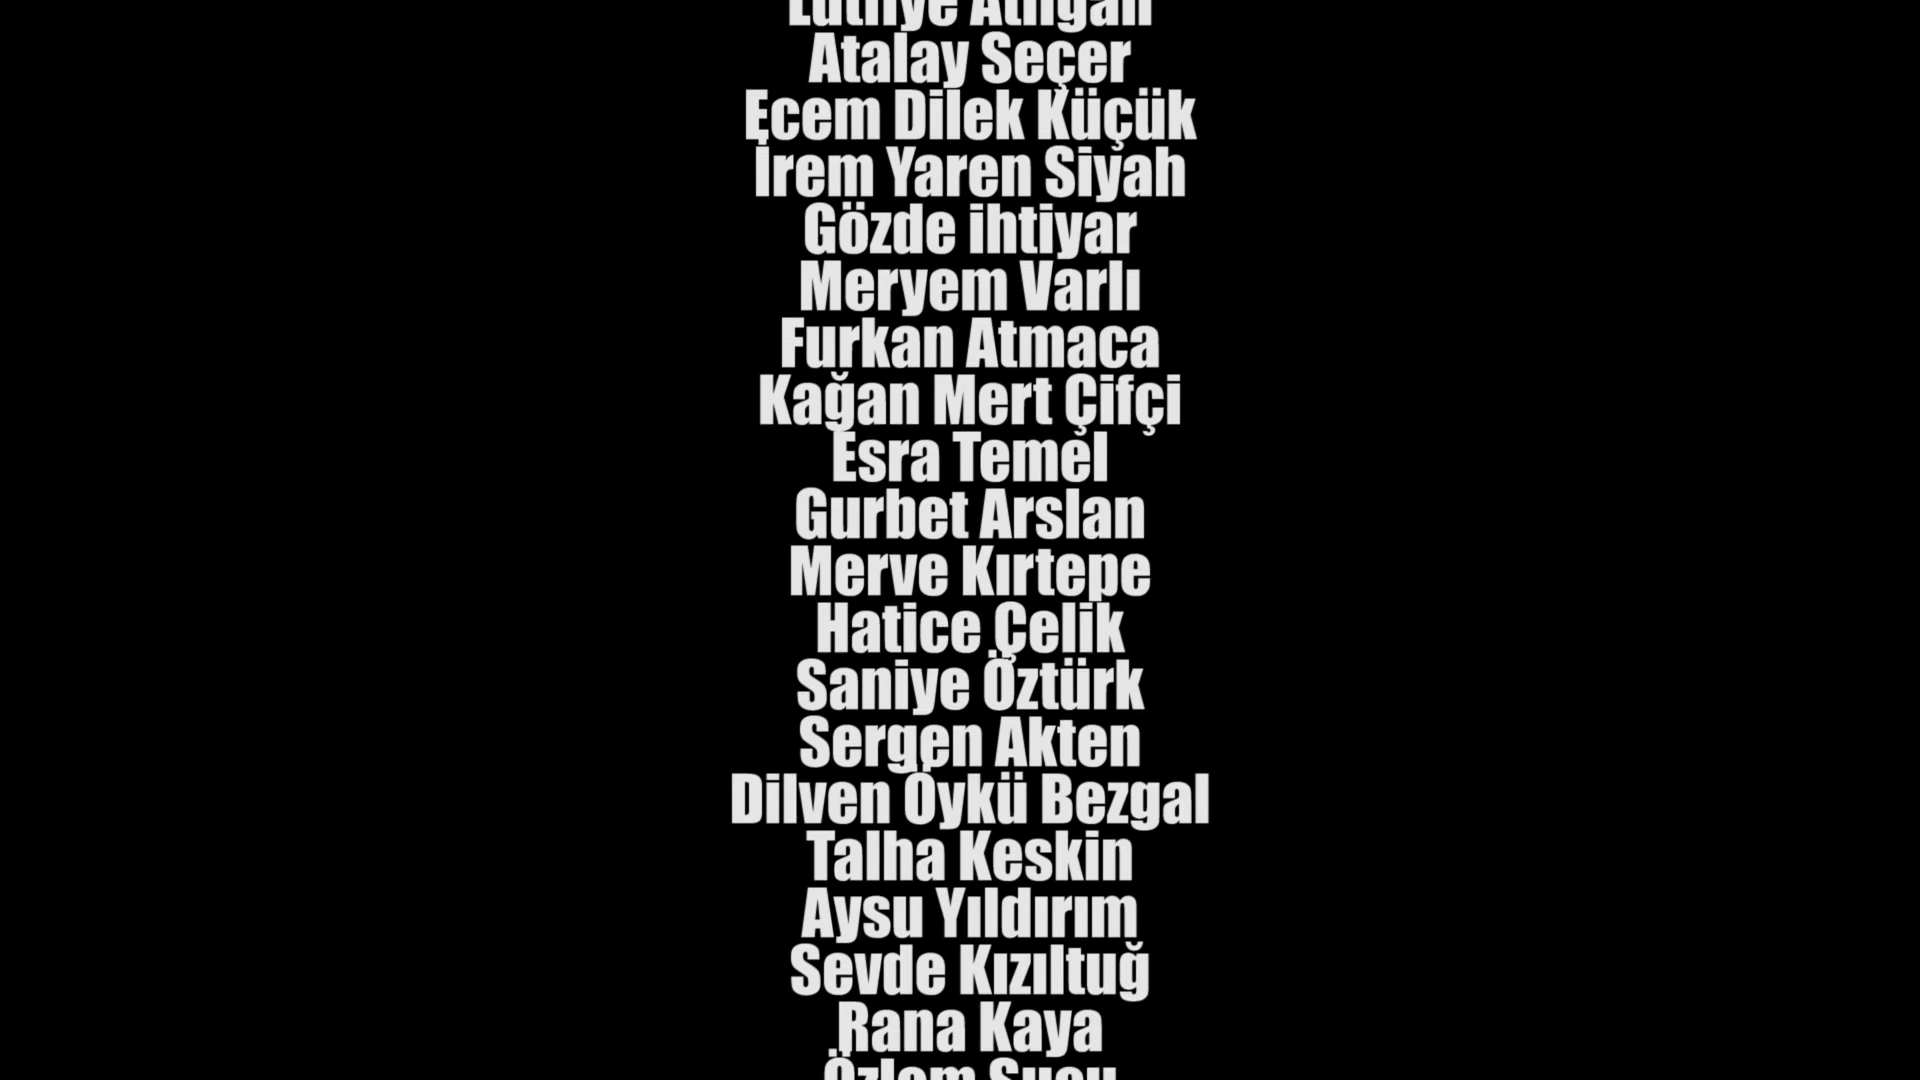 Atalay Seçer
Ecem Dilek Küçük
İrem Yaren Siyah
Gözde ihtiyar
Meryem Varlı
Furkan Atmaca
Kağan Mert Çifçi
Esra Temel
Gurbet Arslan
Merve Kırtepe
Hatice Çelik
Saniye Öztürk
Sergen Akten
Dilven Öykü Bezgal
Talha Keskin
Aysu Yıldırım
Sevde Kızıltuğ
Rana Kaya
Özlem